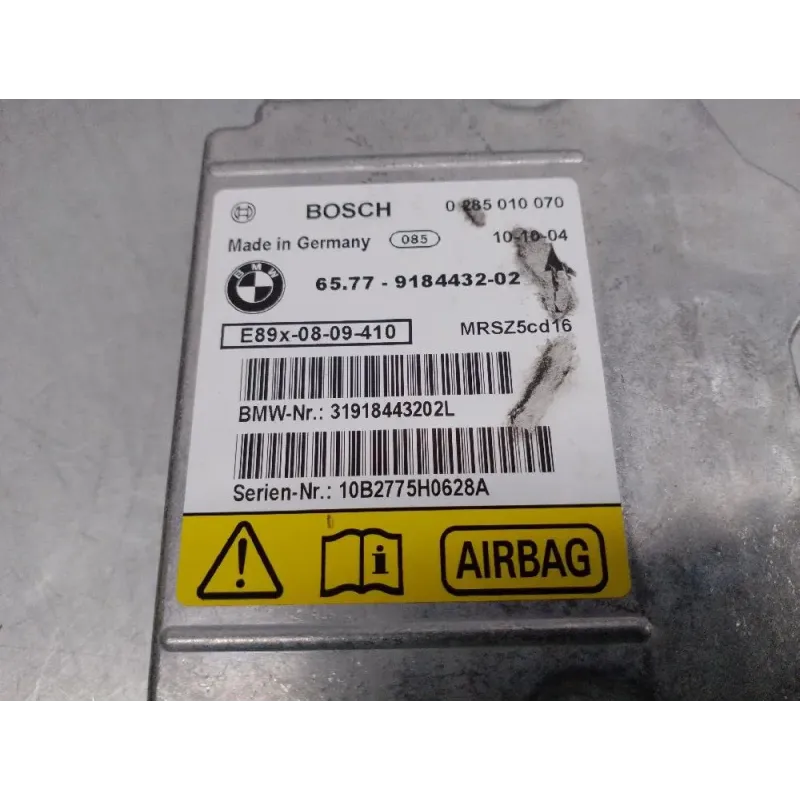 BOSCH 0 285 010 070
Made in Germany 085 10-10-04
BMW 65.77 - 9184432-02
E89x-08-09-410 MRSZ5cd16
BMW-Nr.: 31918443202L
Serien-Nr.: 10B2775H0628A
AIRBAG